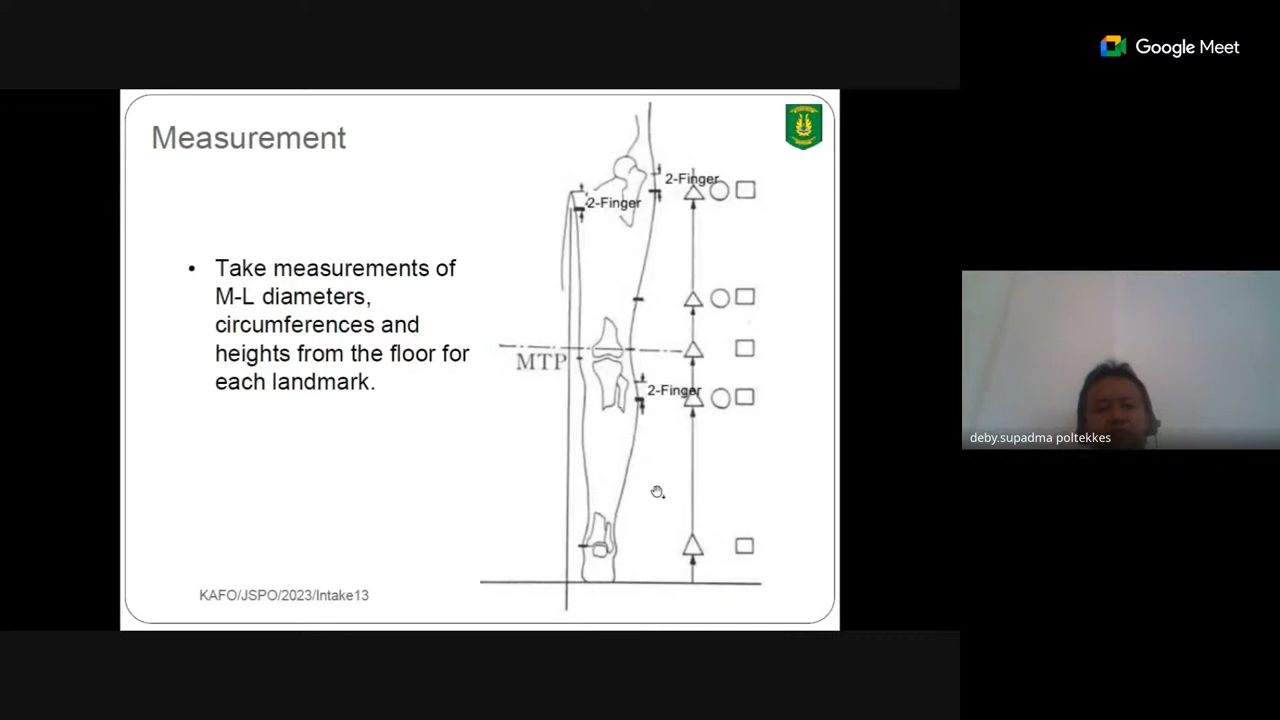 Google Meet
Measurement
2-Finger
2-Finger
• Take measurements of
M-L diameters,
circumferences and
heights from the floor for
each landmark.
MTP
2-Finger
KAFO/JSPO/2023/Intake13
deby.supadma poltekkes